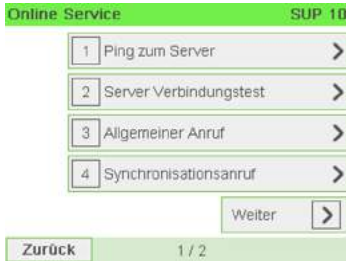 Online Service SUP 10
1 Ping zum Server
2 Server Verbindungstest
3 Allgemeiner Anruf
4 Synchronisationsanruf
Weiter
Zurück 1 / 2